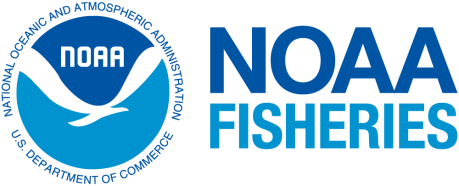 NATIONAL OCEANIC AND ATMOSPHERIC ADMINISTRATION
NOAA
U.S. DEPARTMENT OF COMMERCE
NOAA
FISHERIES